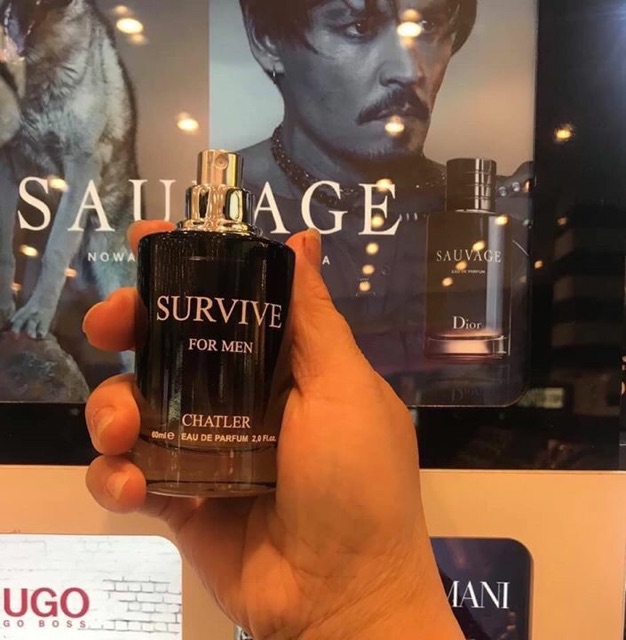 SAUVAGE
NOWA
SAUVAGE
EAU DE PARFUM
Dior
SURVIVE
FOR MEN
CHATLER
60ml e EAU DE PARFUM 2,0 Fl.oz.
UGO
GO BOSS
MANI